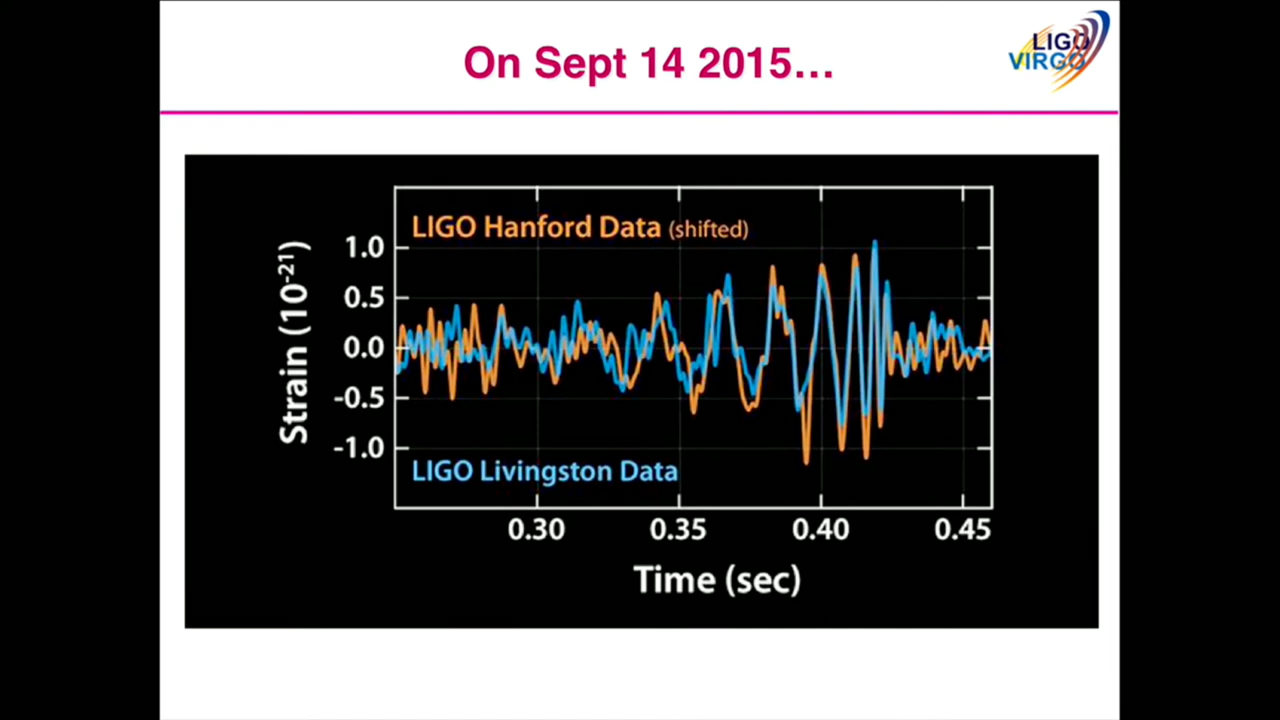 On Sept 14 2015...
LIGO
VIRGO
LIGO Hanford Data (shifted)
Strain (10⁻²¹)
1.0
0.5
0.0
-0.5
-1.0
LIGO Livingston Data
0.30 0.35 0.40 0.45
Time (sec)